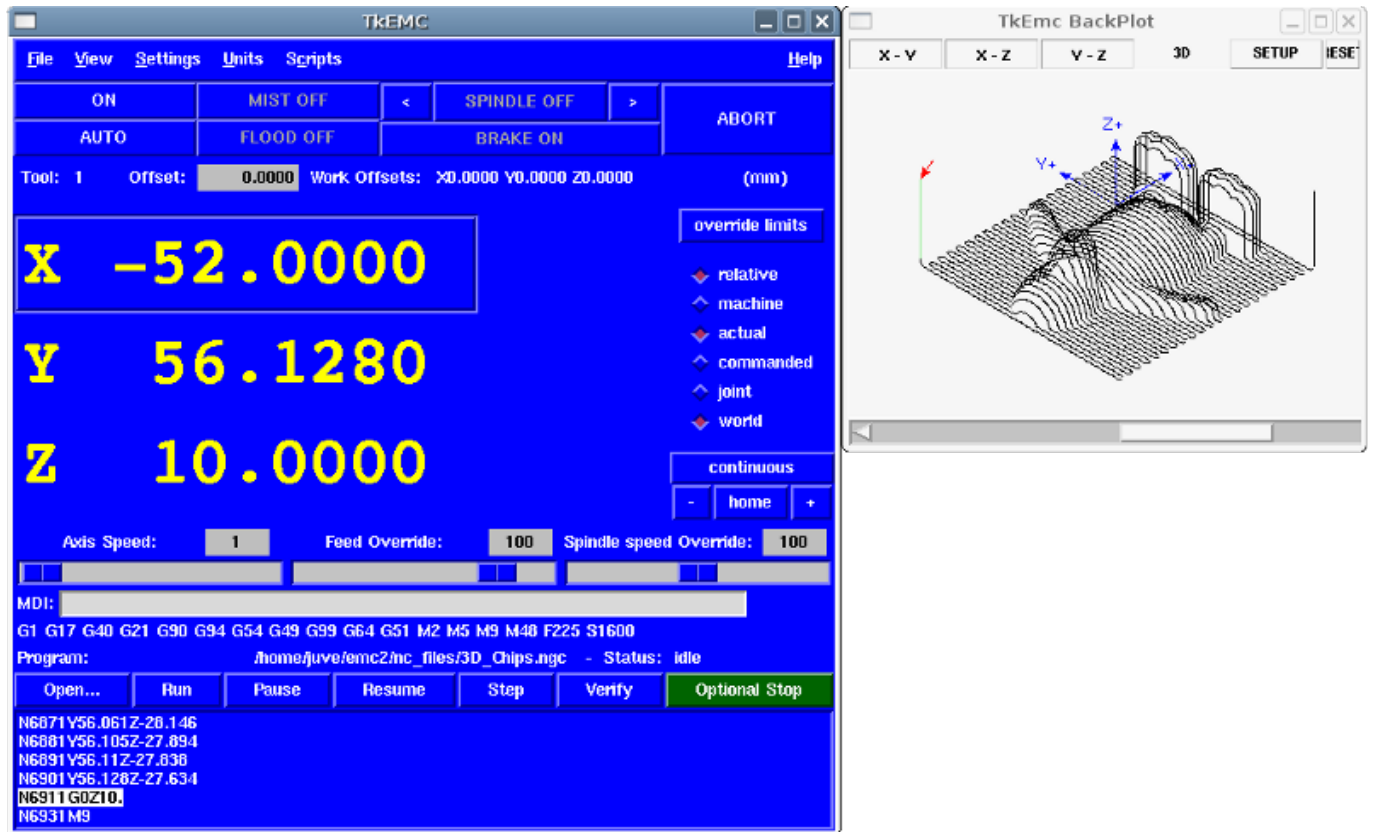 TkEMC
File View Settings Units Scripts Help
ON MIST OFF < SPINDLE OFF > ABORT
AUTO FLOOD OFF BRAKE ON
Tool: 1 Offset: 0.0000 Work Offsets: X0.0000 Y0.0000 Z0.0000 (mm)
override limits
X -52.0000
relative
machine
Y 56.1280
actual
commanded
joint
world
Z 10.0000
continuous
- home +
Axis Speed: 1 Feed Override: 100 Spindle speed Override: 100
MDI:
G1 G17 G40 G21 G90 G94 G54 G49 G99 G64 G51 M2 M5 M9 M48 F225 S1600
Program: /home/juve/emc2/nc_files/3D_Chips.ngc - Status: idle
Open... Run Pause Resume Step Verify Optional Stop
N6871Y56.061Z-28.146
N6881Y56.105Z-27.894
N6891Y56.11Z-27.838
N6901Y56.128Z-27.634
N6911G0Z10.
N6931M9
TkEmc BackPlot
X - Y X - Z Y - Z 3D SETUP RESET
Z+
Y+
X+